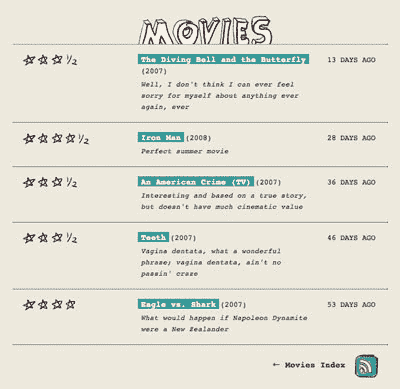 MOVIES
The Diving Bell and the Butterfly 13 DAYS AGO
(2007)
Well, I don't think I can ever feel
sorry for myself about anything ever
again, ever
1/2
Iron Man (2008) 28 DAYS AGO
Perfect summer movie
1/2
An American Crime (TV) (2007) 36 DAYS AGO
Interesting and based on a true story,
but doesn't have much cinematic value
1/2
Teeth (2007) 46 DAYS AGO
Vagina dentata, what a wonderful
phrase; vagina dentata, ain't no
passin' craze
1/2
Eagle vs. Shark (2007) 53 DAYS AGO
What would happen if Napoleon Dynamite
were a New Zealander
← Movies Index